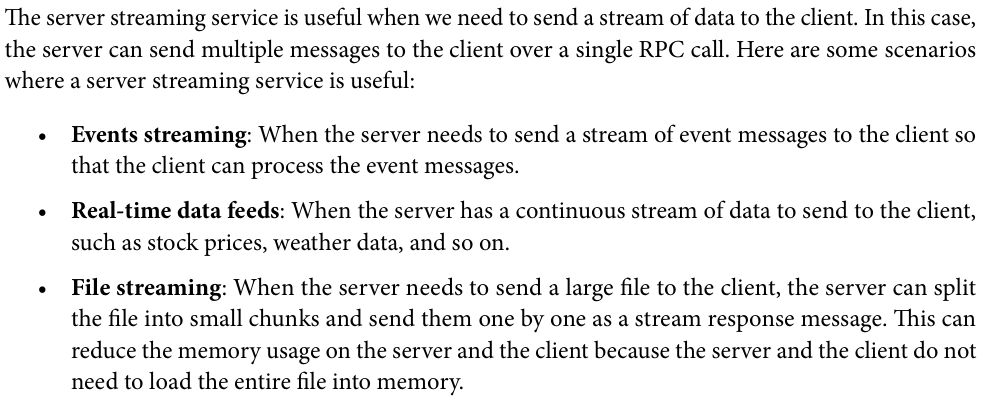 The server streaming service is useful when we need to send a stream of data to the client. In this case,
the server can send multiple messages to the client over a single RPC call. Here are some scenarios
where a server streaming service is useful:
• Events streaming: When the server needs to send a stream of event messages to the client so
that the client can process the event messages.
• Real-time data feeds: When the server has a continuous stream of data to send to the client,
such as stock prices, weather data, and so on.
• File streaming: When the server needs to send a large file to the client, the server can split
the file into small chunks and send them one by one as a stream response message. This can
reduce the memory usage on the server and the client because the server and the client do not
need to load the entire file into memory.